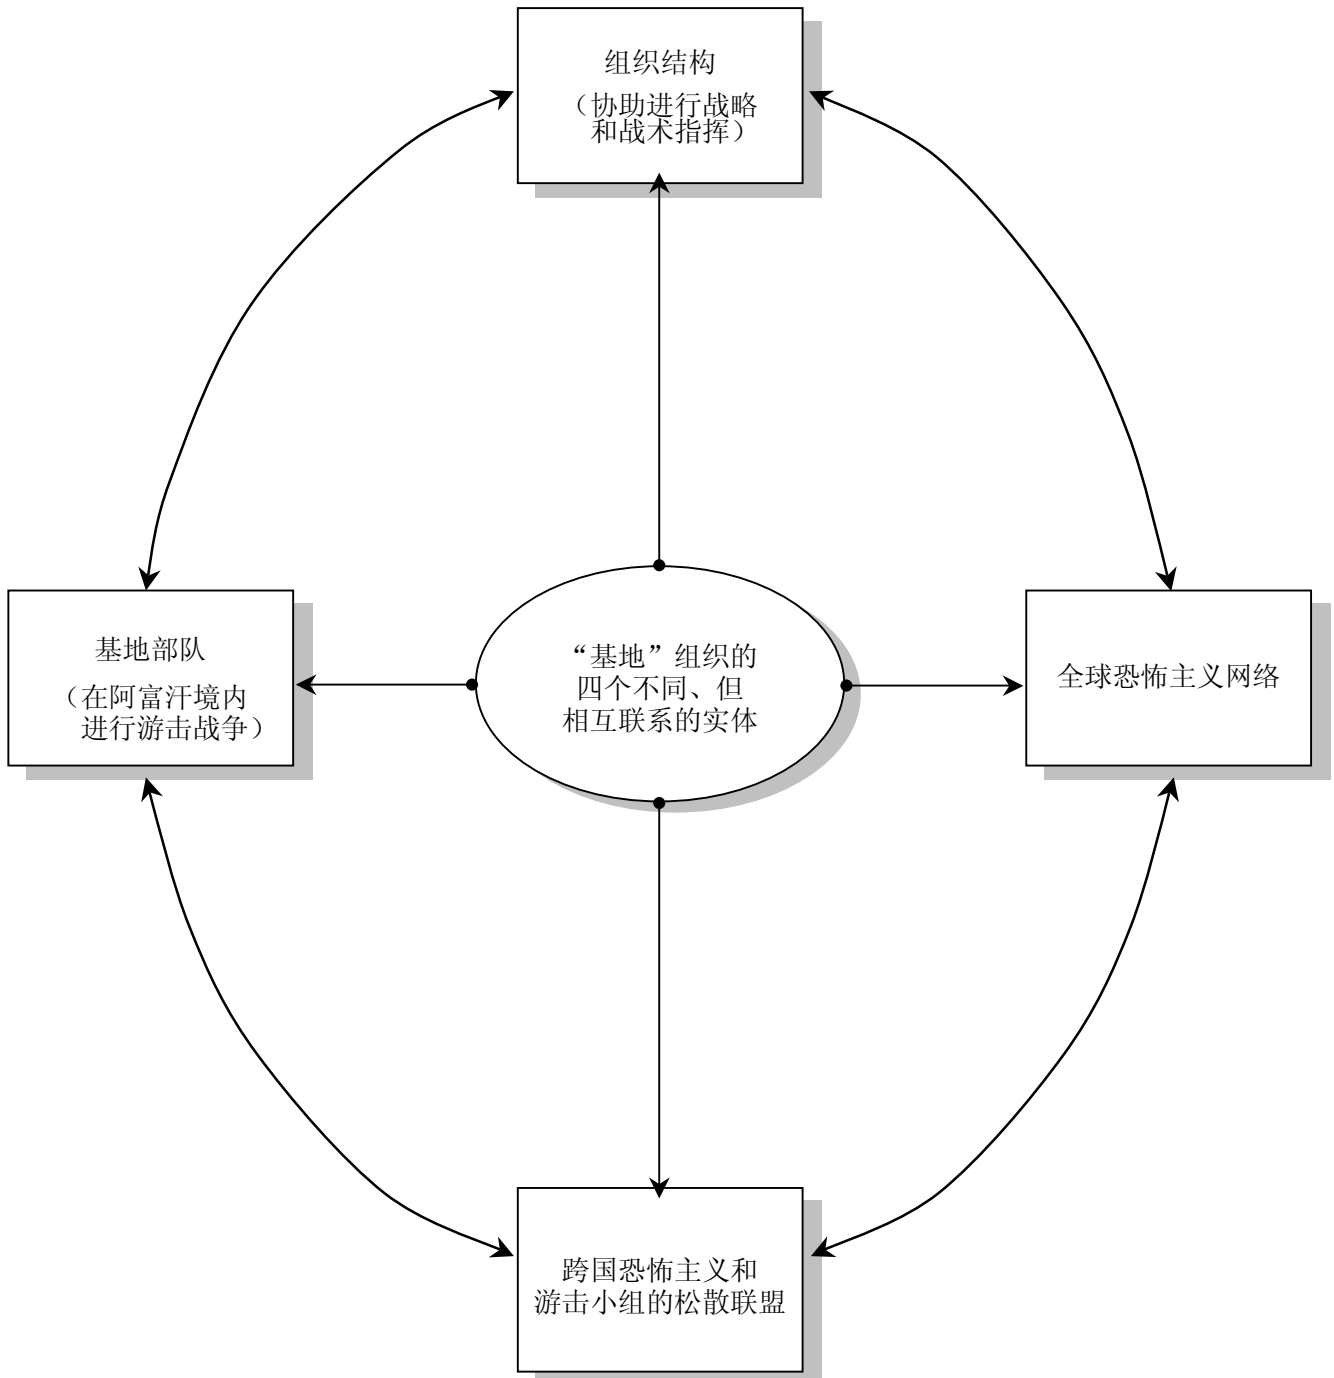 组织结构
（协助进行战略
和战术指挥）
基地部队
（在阿富汗境内
进行游击战争）
“基地”组织的
四个不同、但
相互联系的实体
全球恐怖主义网络
跨国恐怖主义和
游击小组的松散联盟